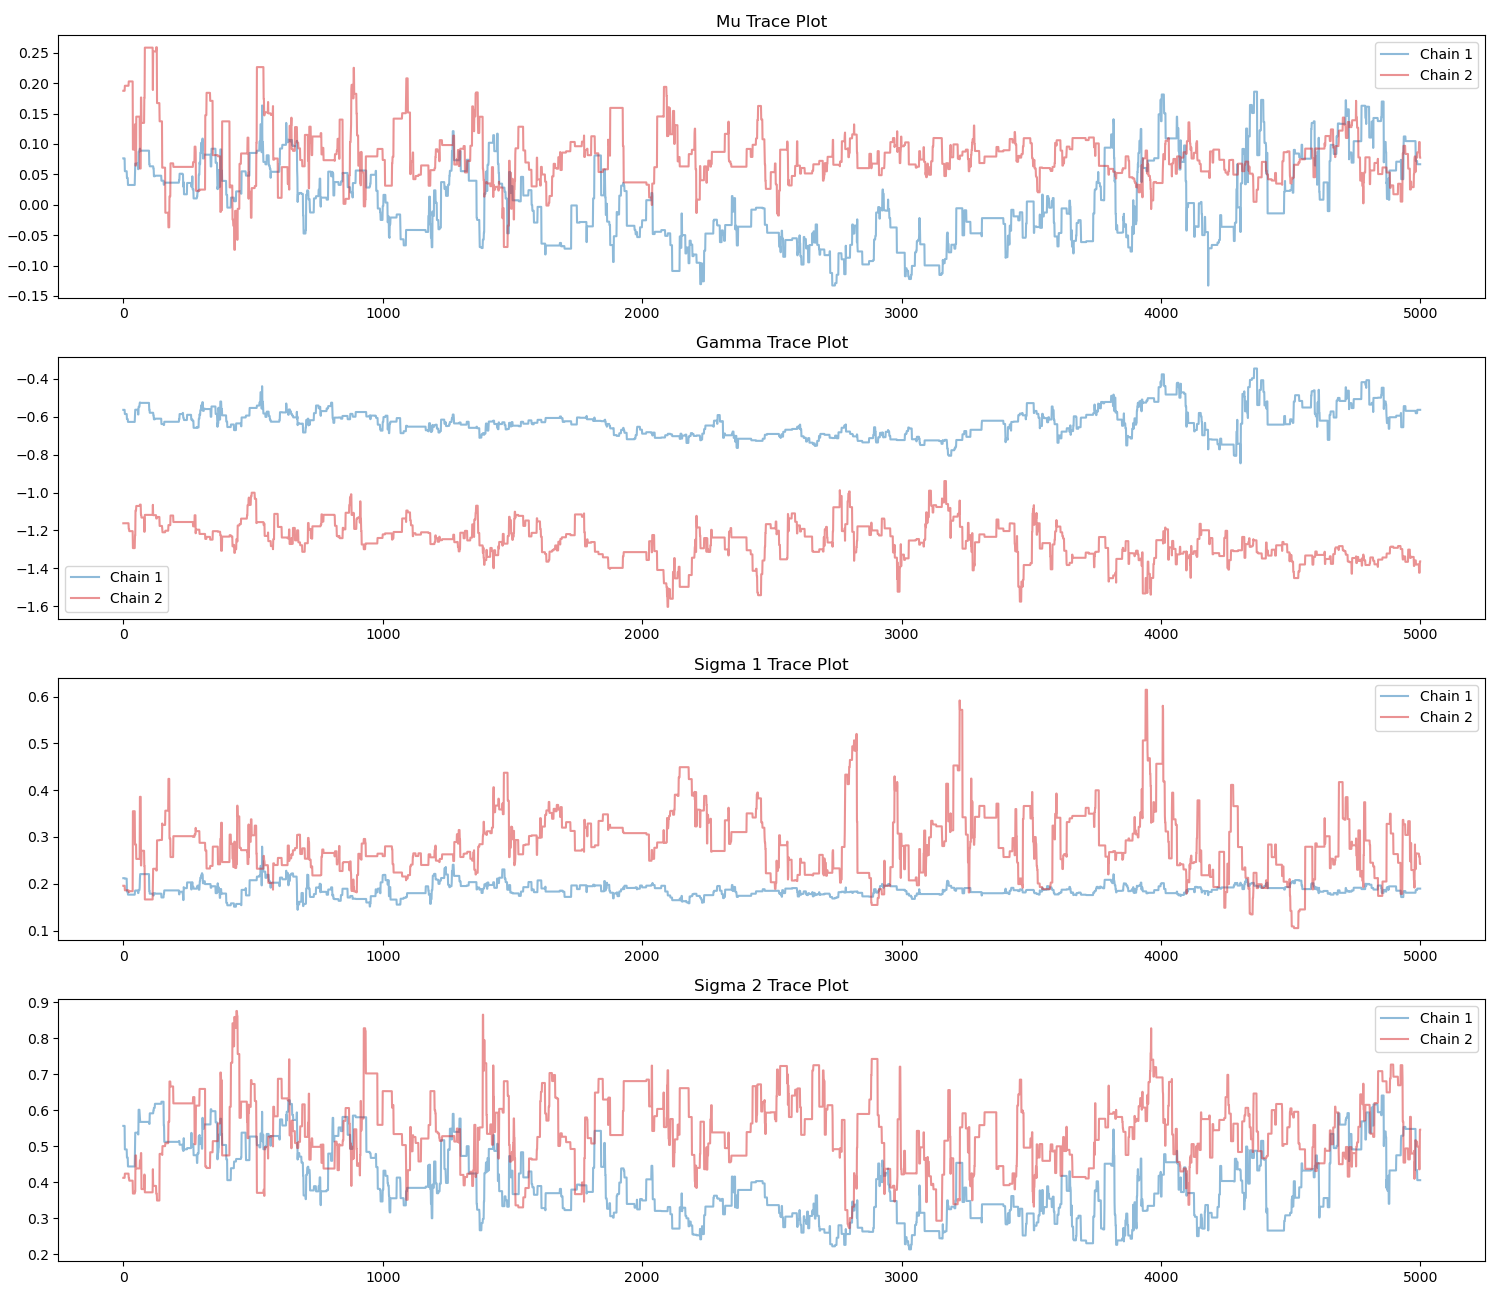 Mu Trace Plot
0.25
0.20
0.15
0.10
0.05
0.00
−0.05
−0.10
−0.15
Chain 1
Chain 2
0 1000 2000 3000 4000 5000
Gamma Trace Plot
−0.4
−0.6
−0.8
−1.0
−1.2
−1.4
−1.6
Chain 1
Chain 2
0 1000 2000 3000 4000 5000
Sigma 1 Trace Plot
0.6
0.5
0.4
0.3
0.2
0.1
Chain 1
Chain 2
0 1000 2000 3000 4000 5000
Sigma 2 Trace Plot
0.9
0.8
0.7
0.6
0.5
0.4
0.3
0.2
Chain 1
Chain 2
0 1000 2000 3000 4000 5000